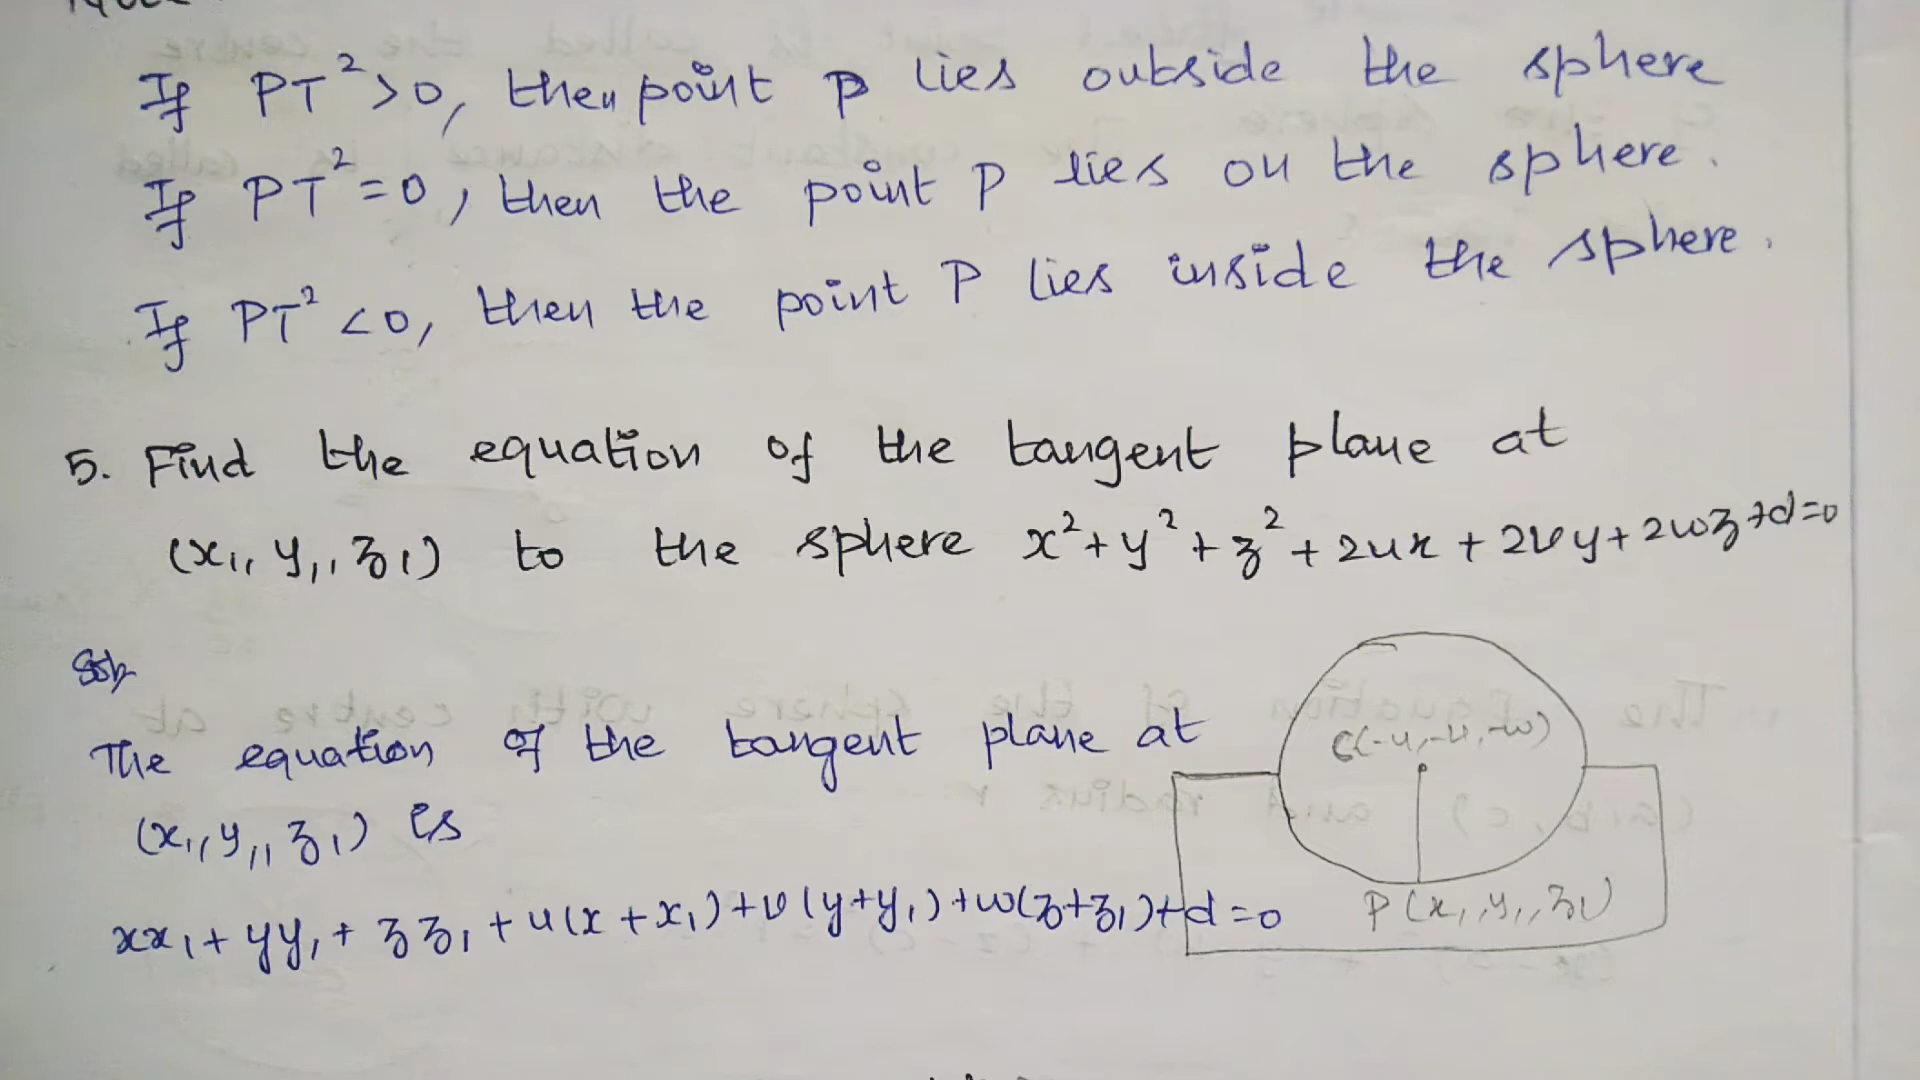 If PT²>0, then point P lies outside the sphere
If PT²=0, then the point P lies on the sphere.
If PT²<0, then the point P lies inside the sphere.
5. Find the equation of the tangent plane at
(x₁, y₁, z₁) to the sphere x²+y²+z²+2ux+2vy+2wz+d=0
Soln
The equation of the tangent plane at
(x₁, y₁, z₁) is
xx₁+yy₁+zz₁+u(x+x₁)+v(y+y₁)+w(z+z₁)+d=0
C(-u,-v,-w)
P(x₁, y₁, z₁)